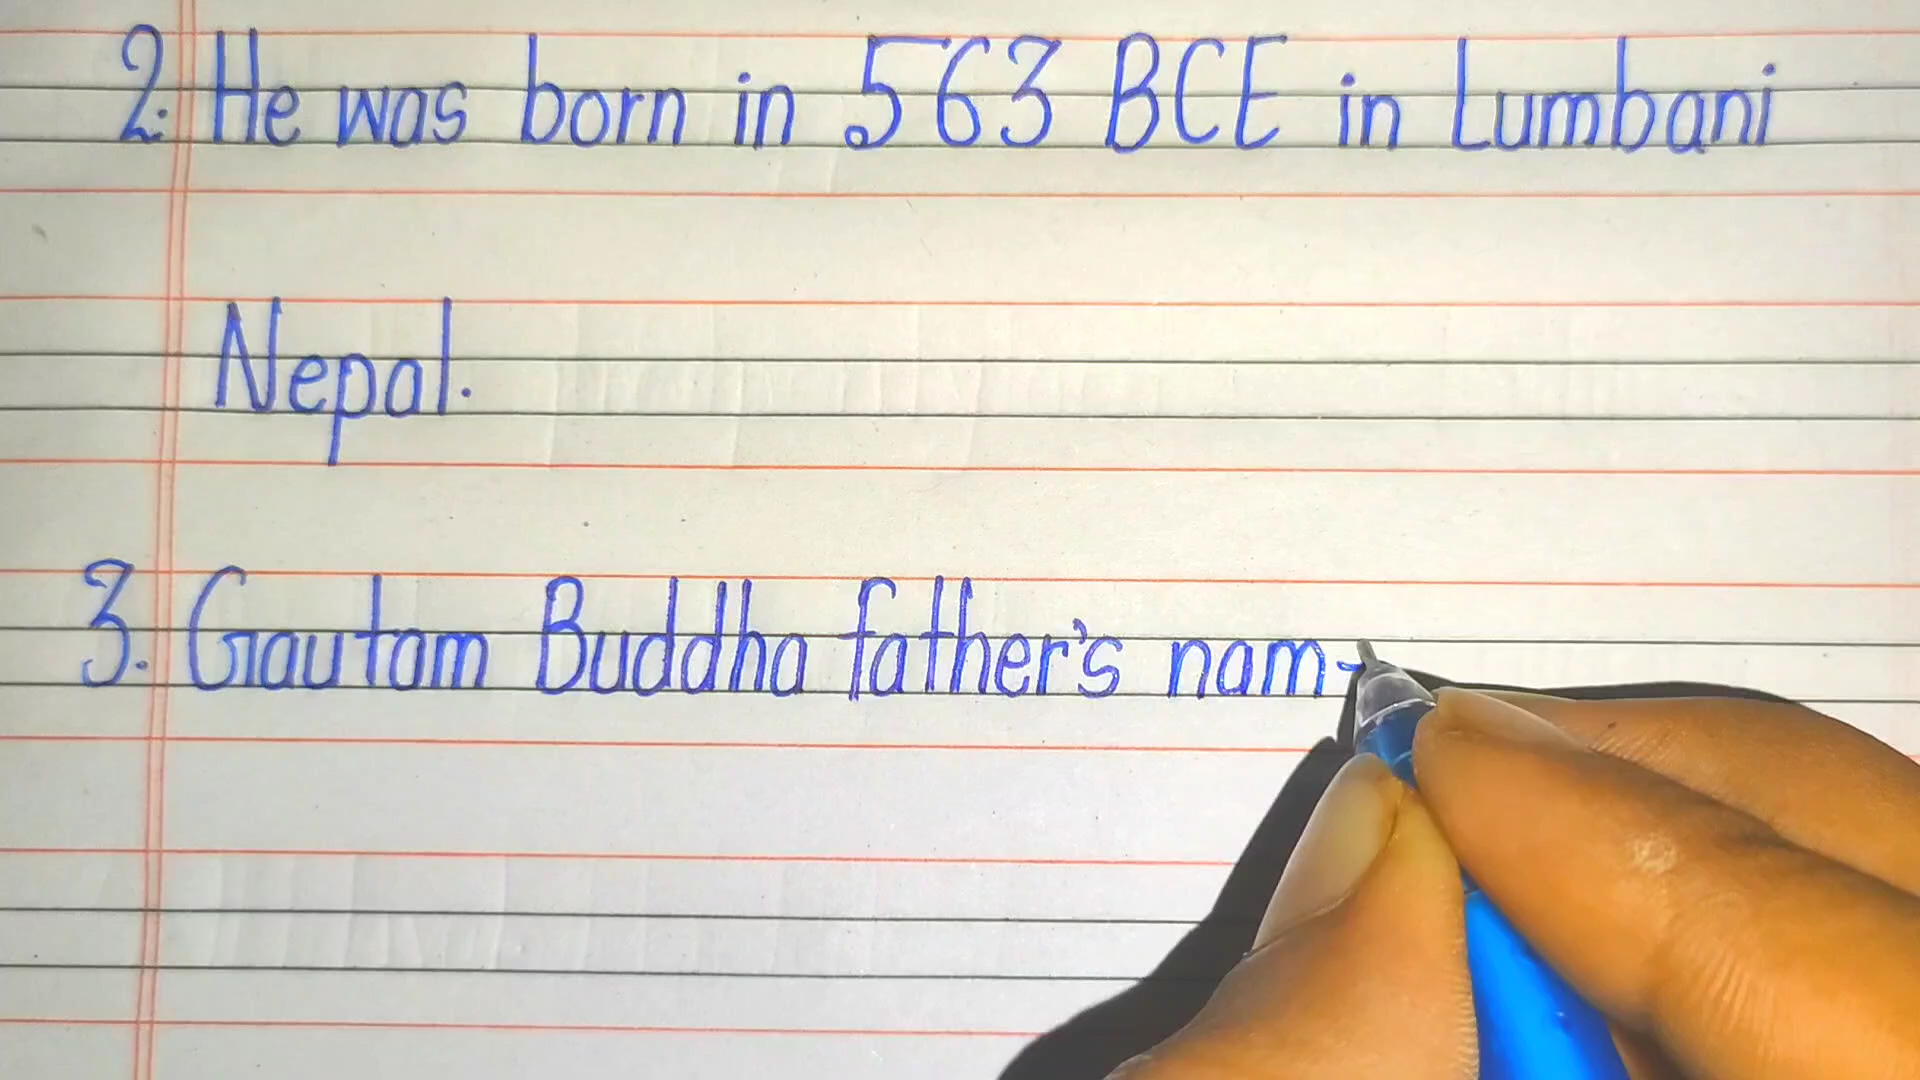 2. He was born in 563 BCE in Lumbani
Nepal.
3. Gautam Buddha father's nam